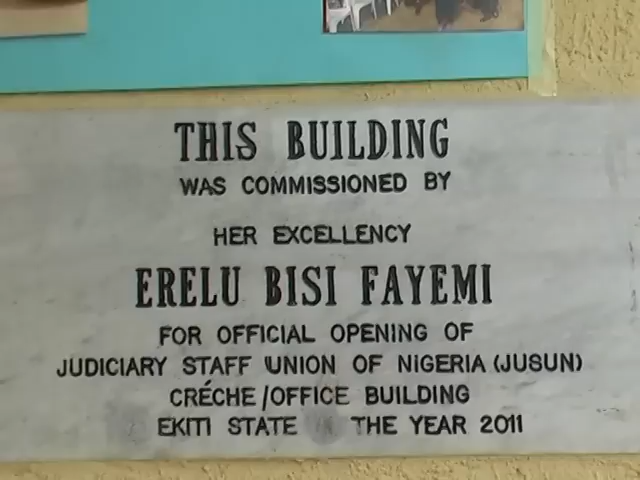 THIS BUILDING
WAS COMMISSIONED BY
HER EXCELLENCY
ERELU BISI FAYEMI
FOR OFFICIAL OPENING OF
JUDICIARY STAFF UNION OF NIGERIA (JUSUN)
CRÉCHE/OFFICE BUILDING
EKITI STATE THE YEAR 2011